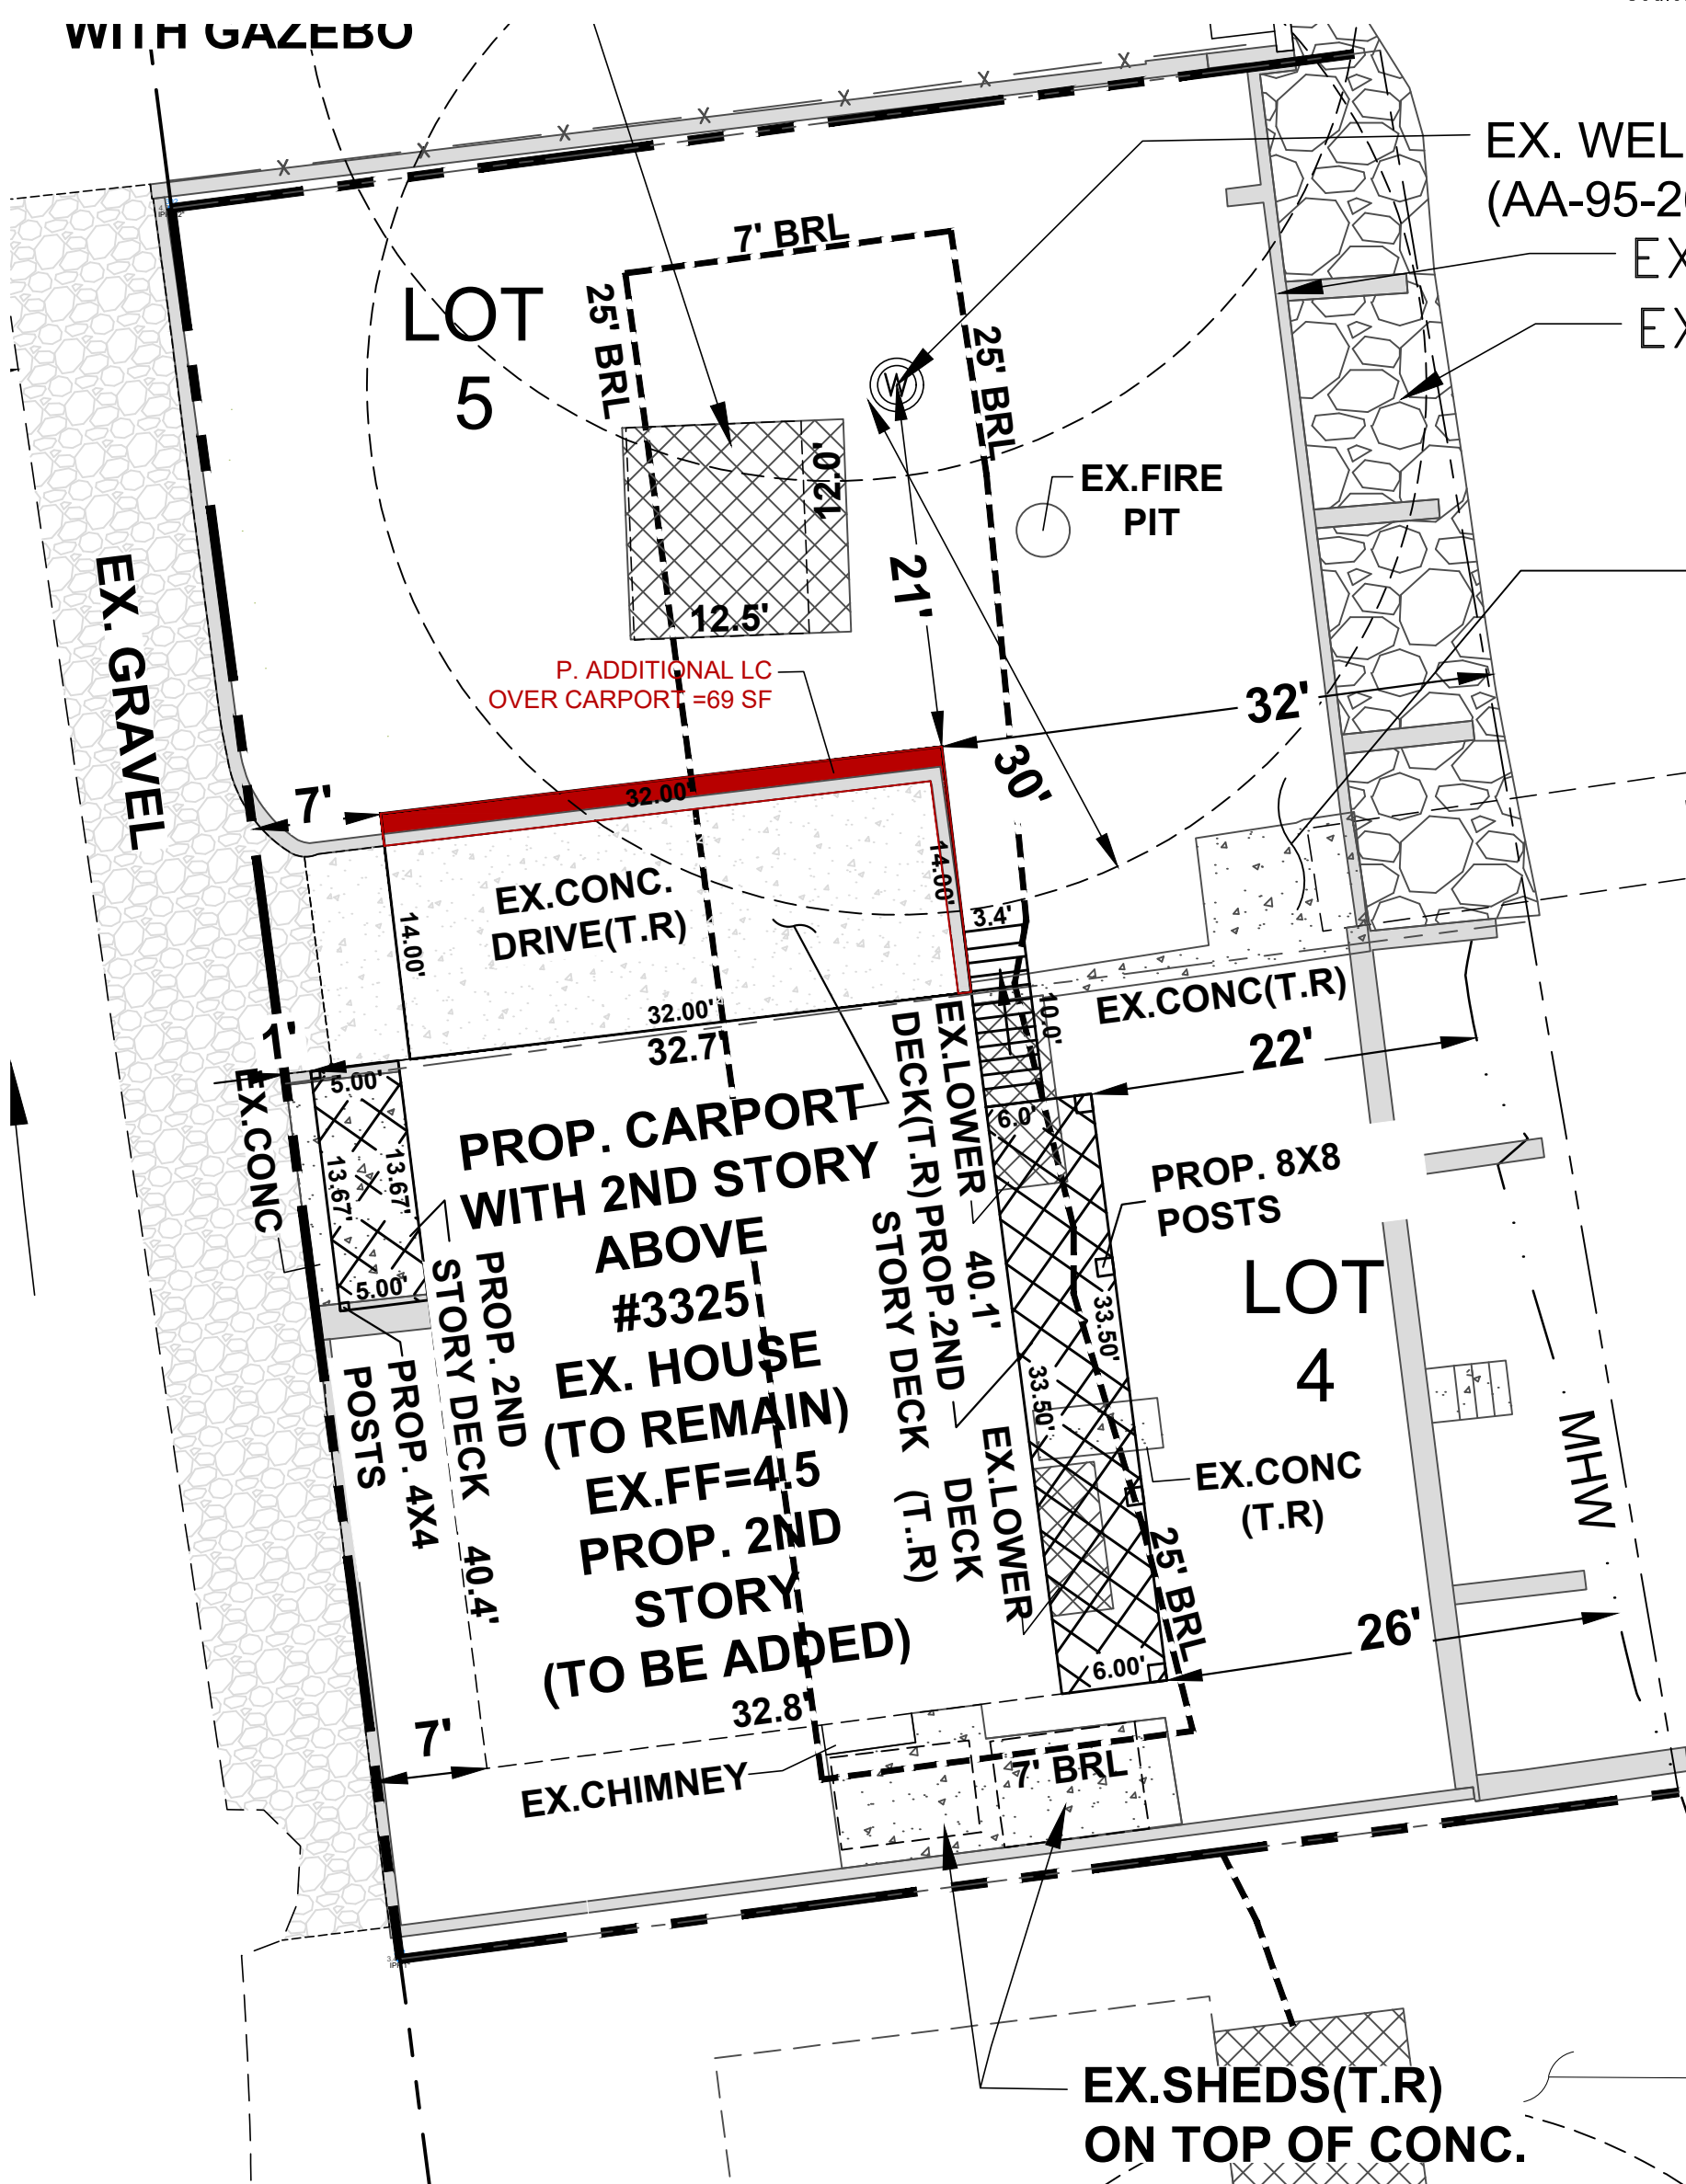 WITH GAZEBO
EX. WEL
(AA-95-2
EX
EX
7' BRL
LOT
5
25' BRL
25' BRL
W
12.0'
12.5'
EX.FIRE
PIT
21'
EX. GRAVEL
P. ADDITIONAL LC
OVER CARPORT =69 SF
32'
30'
7'
32.00'
14.00'
EX.CONC.
DRIVE(T.R)
14.00'
3.4'
32.00'
32.7'
10.0'
EX.CONC(T.R)
22'
1'
5.00'
EX.CONC
13.67'
13.67'
5.00'
PROP. CARPORT
WITH 2ND STORY
ABOVE
#3325
EX. HOUSE
(TO REMAIN)
EX.FF=4.5
PROP. 2ND
STORY
(TO BE ADDED)
EX.LOWER
DECK(T.R)
6.0'
PROP. 8X8
POSTS
LOT
4
PROP. 2ND
STORY DECK
PROP. 4X4
POSTS
40.4'
40.1'
PROP.2ND
STORY DECK
33.50'
33.50'
EX.LOWER
DECK
(T.R)
EX.CONC
(T.R)
MHW
25' BRL
26'
6.00'
32.8'
7'
EX.CHIMNEY
7' BRL
EX.SHEDS(T.R)
ON TOP OF CONC.
X X X X X X X